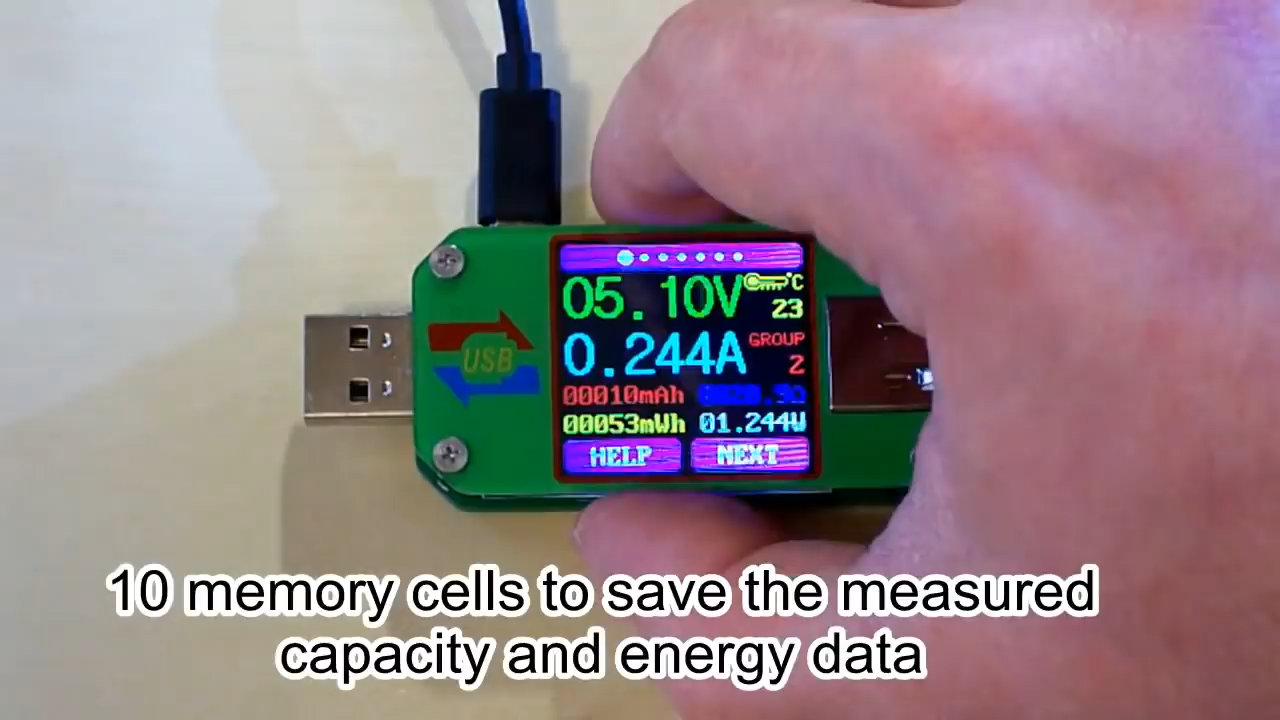 USB
05.10V °C
23
0.244A GROUP
2
00010mAh
00053mWh 01.244W
HELP NEXT
10 memory cells to save the measured
capacity and energy data